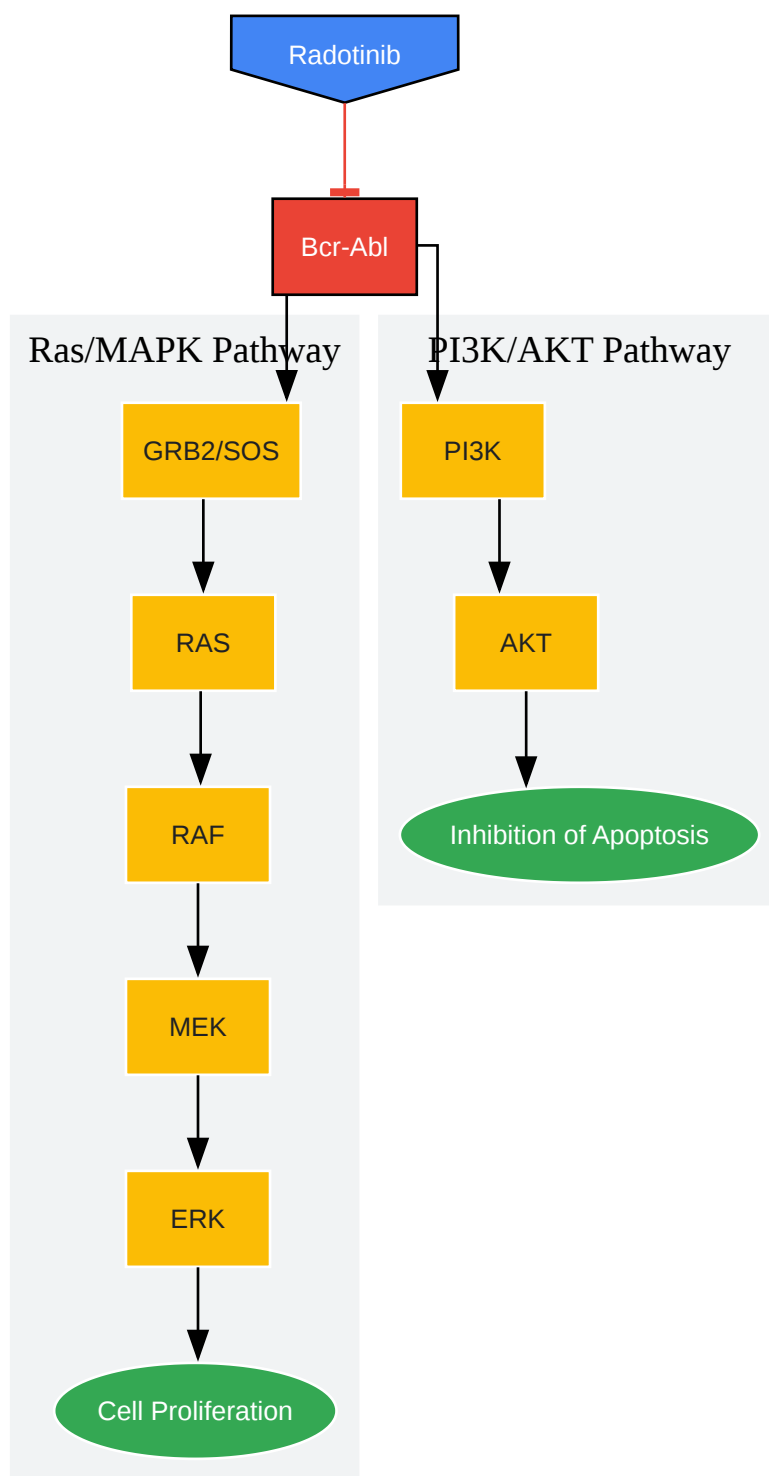 Radotinib
Bcr-Abl
Ras/MAPK Pathway
GRB2/SOS
RAS
RAF
MEK
ERK
Cell Proliferation
PI3K/AKT Pathway
PI3K
AKT
Inhibition of Apoptosis